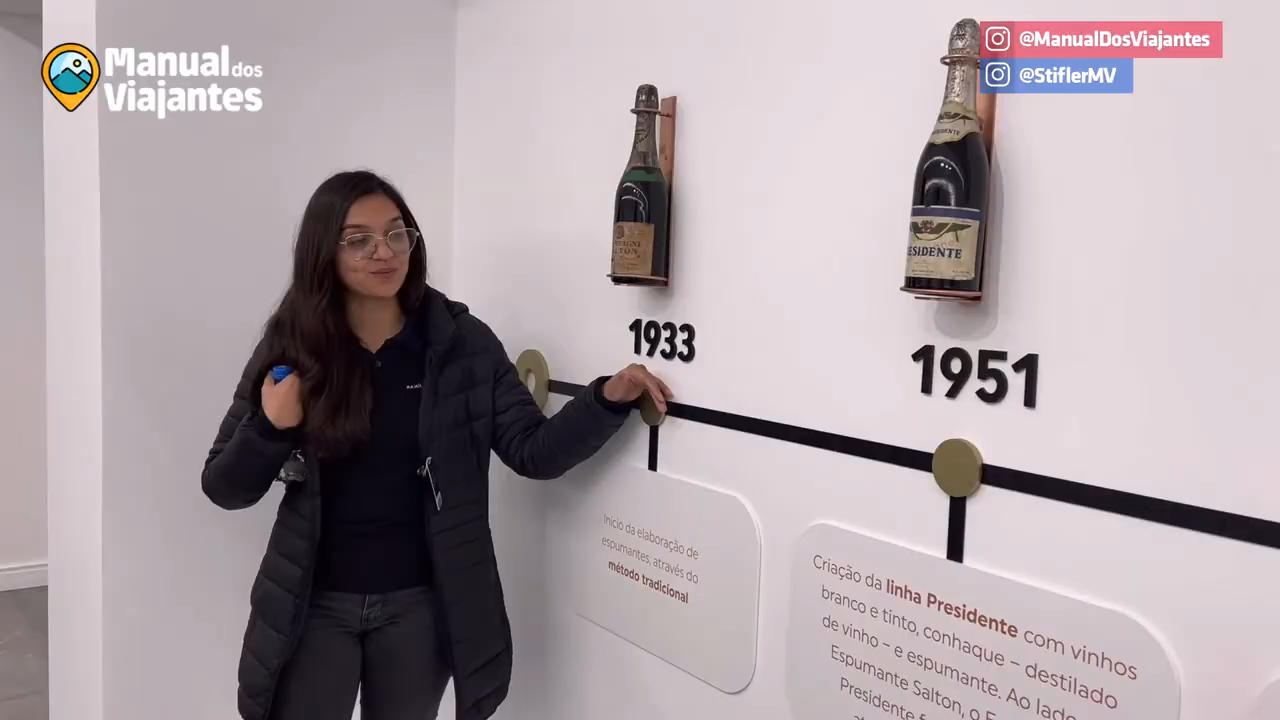 Manual dos
Viajantes
@ManualDosViajantes
@StiflerMV
ESIDENTE
1933
1951
Início da elaboração de
espumantes, através do
método tradicional
Criação da linha Presidente com vinhos
branco e tinto, conhaque – destilado
de vinho – e espumante. Ao lado
Espumante Salton, o
Presidente